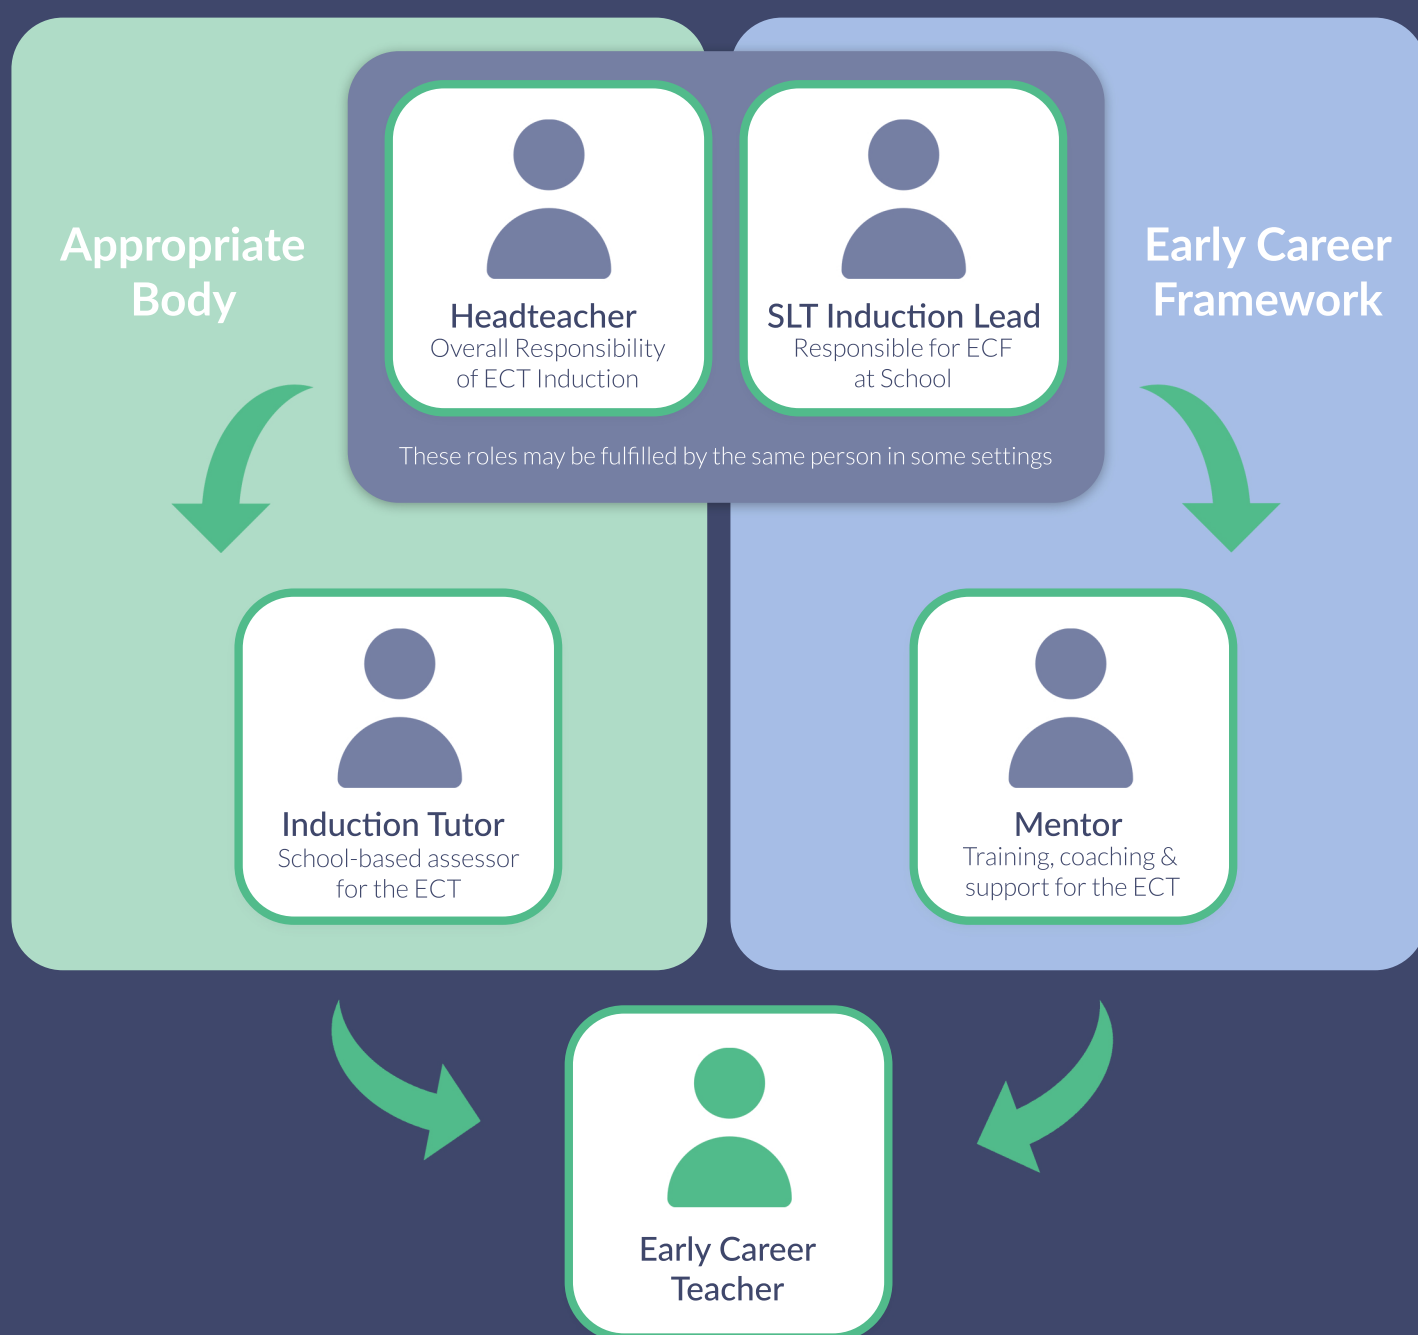 Appropriate
Body
Headteacher
Overall Responsibility
of ECT Induction
SLT Induction Lead
Responsible for ECF
at School
These roles may be fulfilled by the same person in some settings
Early Career
Framework
Induction Tutor
School-based assessor
for the ECT
Mentor
Training, coaching &
support for the ECT
Early Career
Teacher